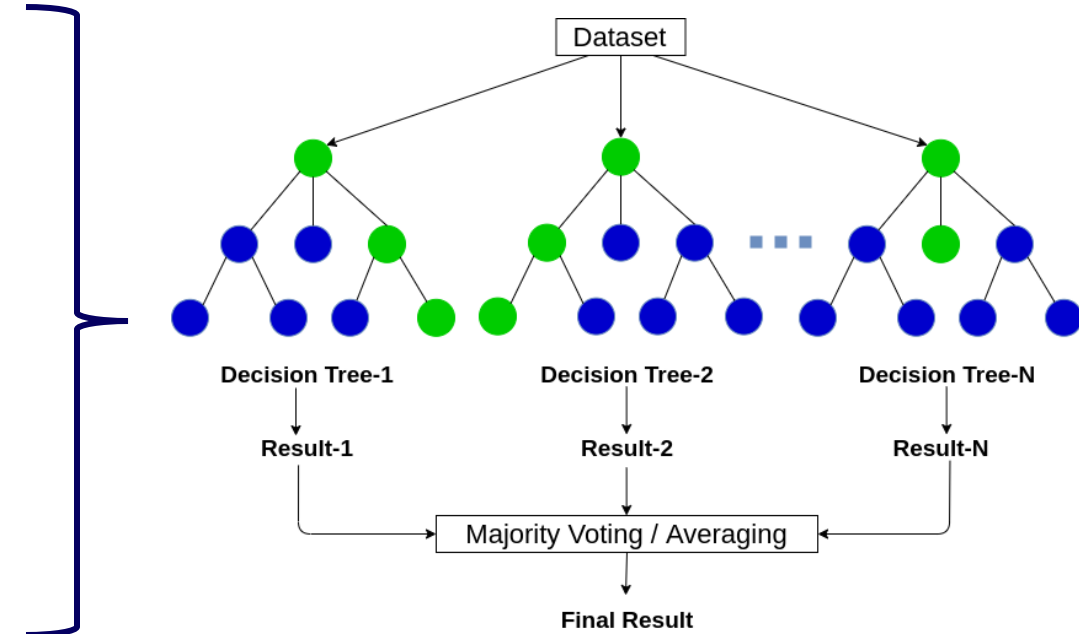 Dataset
Decision Tree-1
Decision Tree-2
Decision Tree-N
Result-1
Result-2
Result-N
Majority Voting / Averaging
Final Result